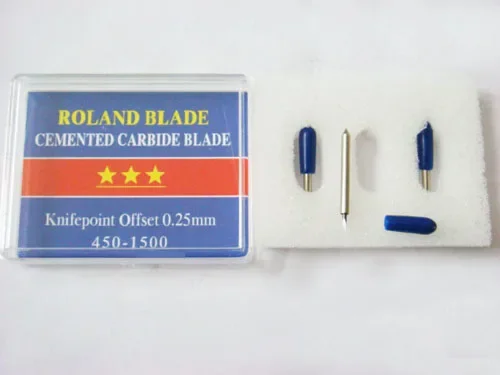 ROLAND BLADE
CEMENTED CARBIDE BLADE
Knifepoint Offset 0.25mm
450-1500